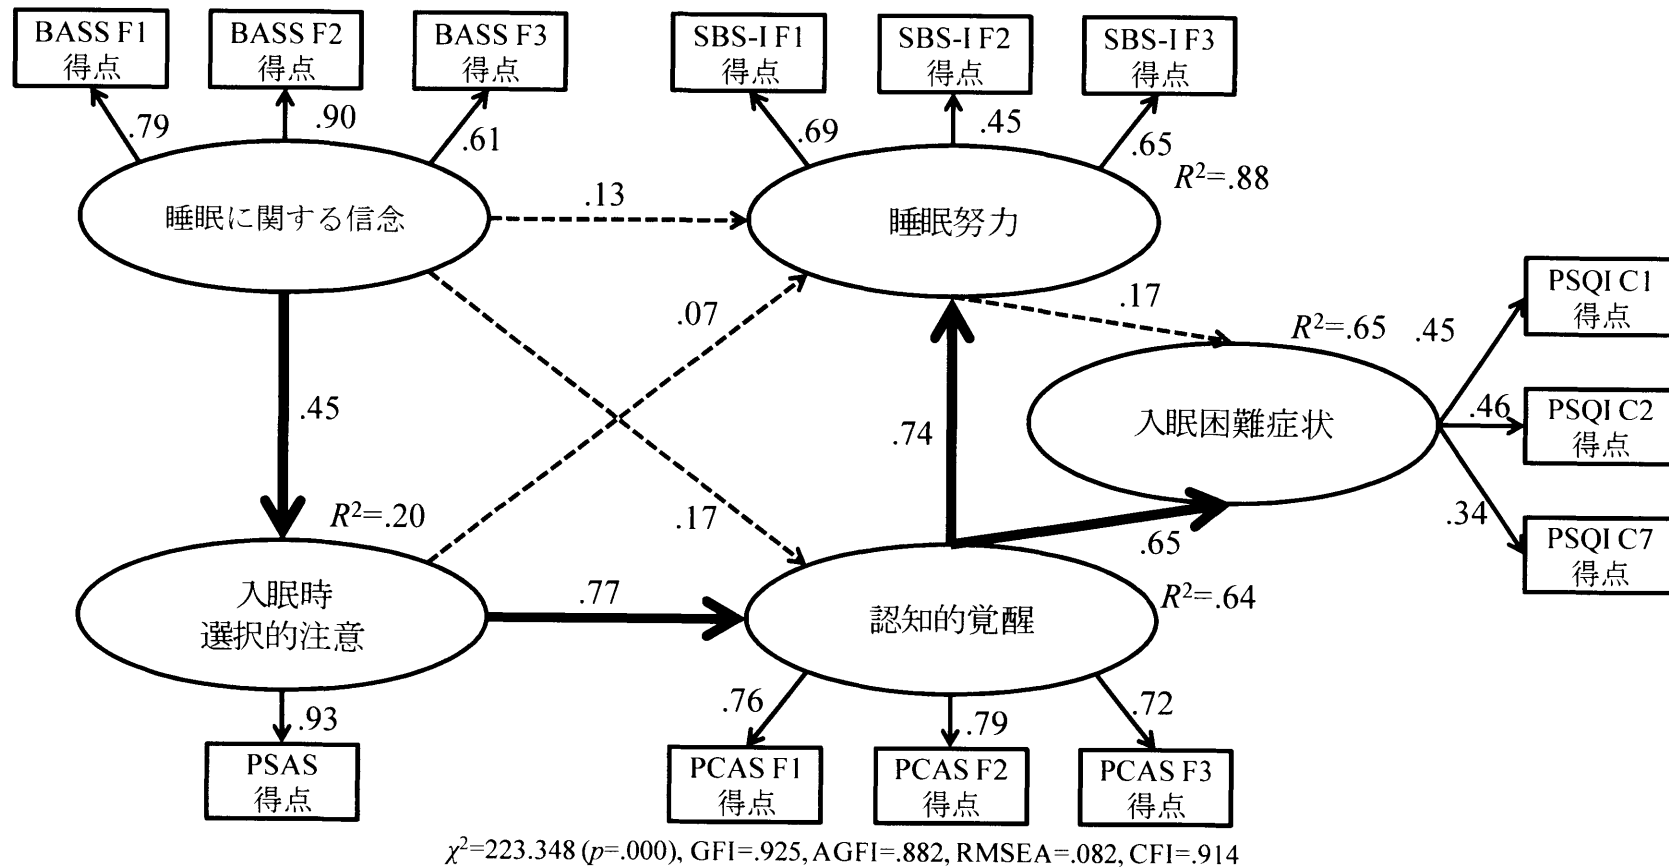 BASS F1
得点
BASS F2
得点
BASS F3
得点
SBS-I F1
得点
SBS-I F2
得点
SBS-I F3
得点
.79
.90
.61
.69
.45
.65
R²=.88
睡眠に関する信念
.13
睡眠努力
.07
.17
R²=.65
.45
PSQI C1
得点
.45
.74
入眠困難症状
.46
PSQI C2
得点
R²=.20
.17
.65
.34
PSQI C7
得点
入眠時
選択的注意
.77
認知的覚醒
R²=.64
.93
.76
.79
.72
PSAS
得点
PCAS F1
得点
PCAS F2
得点
PCAS F3
得点
χ²=223.348 (p=.000), GFI=.925, AGFI=.882, RMSEA=.082, CFI=.914